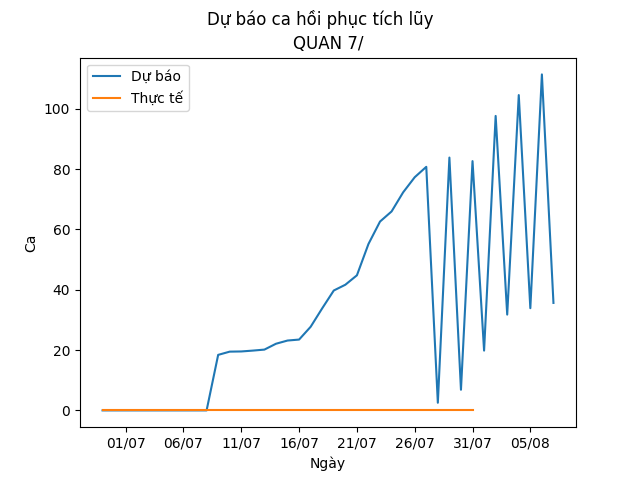 Dự báo ca hồi phục tích lũy
QUAN 7/
Dự báo
Thực tế
Ca
100
80
60
40
20
0
01/07 06/07 11/07 16/07 21/07 26/07 31/07 05/08
Ngày